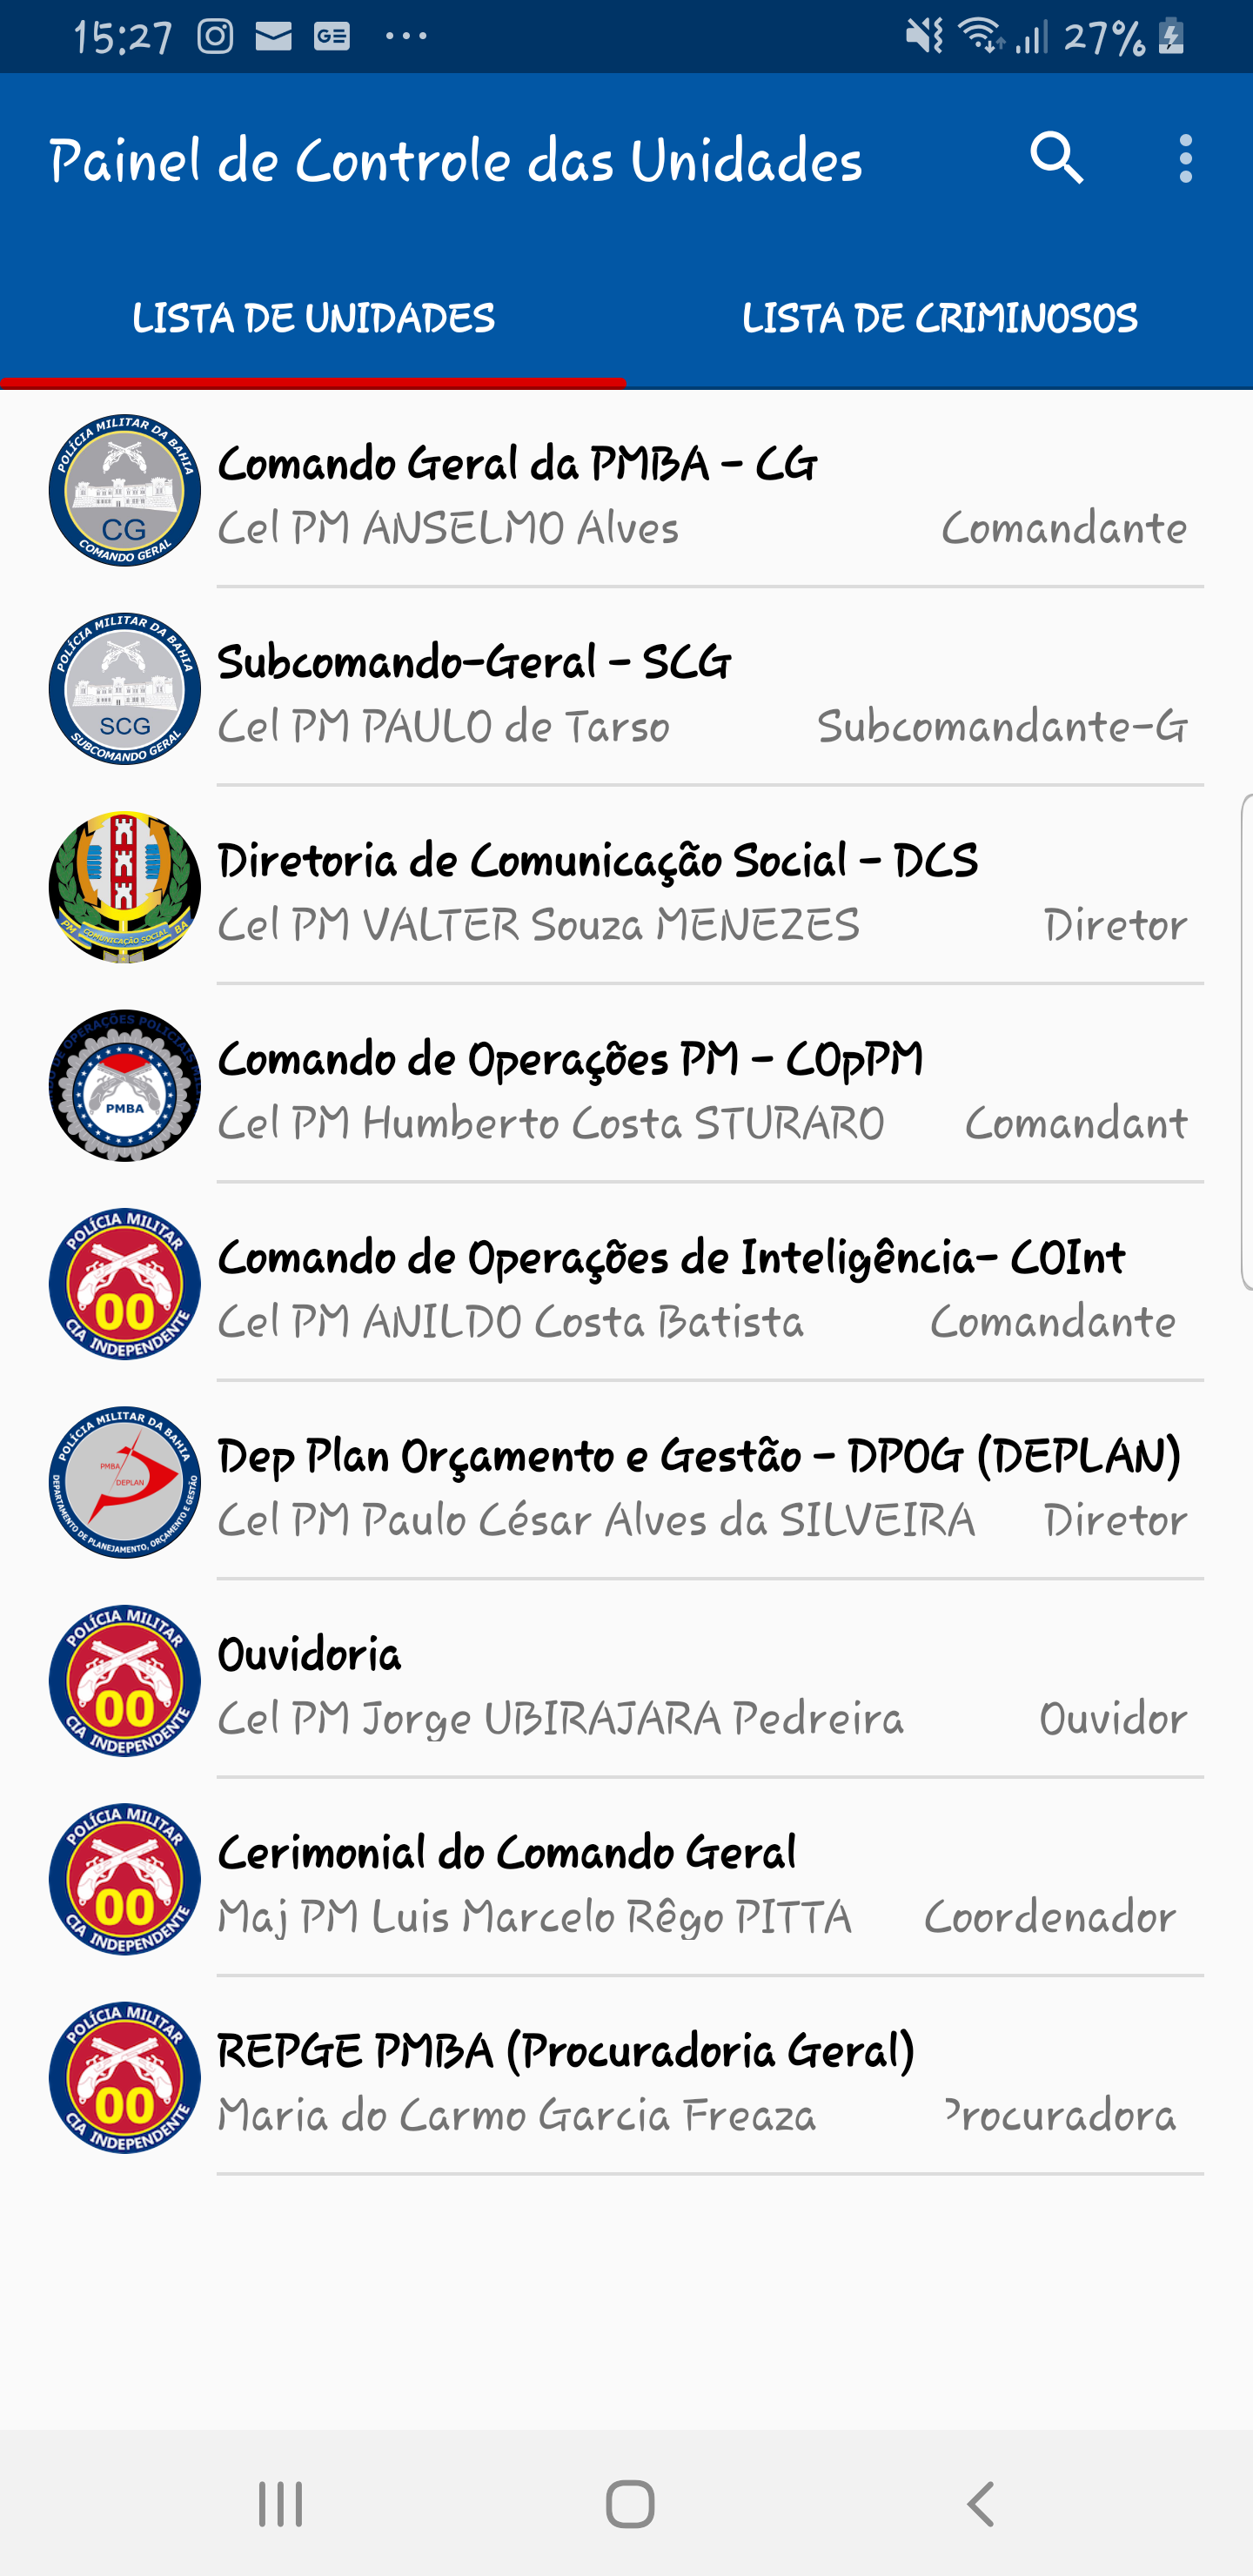 15:27 GE ... 27%
Painel de Controle das Unidades
LISTA DE UNIDADES LISTA DE CRIMINOSOS
POLÍCIA MILITAR DA BAHIA
CG
COMANDO GERAL
Comando Geral da PMBA - CG
Cel PM ANSELMO Alves Comandante
POLÍCIA MILITAR DA BAHIA
SCG
SUBCOMANDO GERAL
Subcomando-Geral - SCG
Cel PM PAULO de Tarso Subcomandante-G
PM COMUNICAÇÃO SOCIAL BA
Diretoria de Comunicação Social - DCS
Cel PM VALTER Souza MENEZES Diretor
DE OPERAÇÕES POLICIAIS
PMBA
Comando de Operações PM - COpPM
Cel PM Humberto Costa STURARO Comandant
POLÍCIA MILITAR
00
CIA INDEPENDENTE
Comando de Operações de Inteligência- COInt
Cel PM ANILDO Costa Batista Comandante
POLÍCIA MILITAR DA BAHIA
PMBA
DEPLAN
DEPARTAMENTO DE PLANEJAMENTO, ORÇAMENTO E GESTÃO
Dep Plan Orçamento e Gestão - DPOG (DEPLAN)
Cel PM Paulo César Alves da SILVEIRA Diretor
POLÍCIA MILITAR
00
CIA INDEPENDENTE
Ouvidoria
Cel PM Jorge UBIRAJARA Pedreira Ouvidor
POLÍCIA MILITAR
00
CIA INDEPENDENTE
Cerimonial do Comando Geral
Maj PM Luis Marcelo Rêgo PITTA Coordenador
POLÍCIA MILITAR
00
CIA INDEPENDENTE
REPGE PMBA (Procuradoria Geral)
Maria do Carmo Garcia Freaza Procuradora